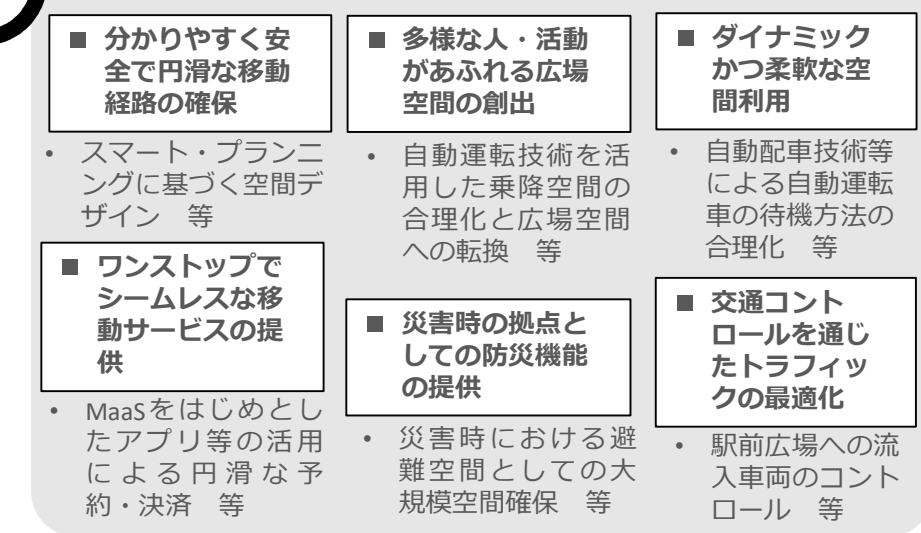 ■ 分かりやすく安
全で円滑な移動
経路の確保
• スマート・プランニ
ングに基づく空間デ
ザイン　等
■ 多様な人・活動
があふれる広場
空間の創出
• 自動運転技術を活
用した乗降空間の
合理化と広場空間
への転換　等
■ ダイナミック
かつ柔軟な空
間利用
• 自動配車技術等
による自動運転
車の待機方法の
合理化　等
■ ワンストップで
シームレスな移
動サービスの提
供
• MaaSをはじめとし
たアプリ等の活用
による円滑な予
約・決済　等
■ 災害時の拠点と
しての防災機能
の提供
• 災害時における避
難空間としての大
規模空間確保　等
■ 交通コント
ロールを通じ
たトラフィッ
クの最適化
• 駅前広場への流
入車両のコント
ロール　等